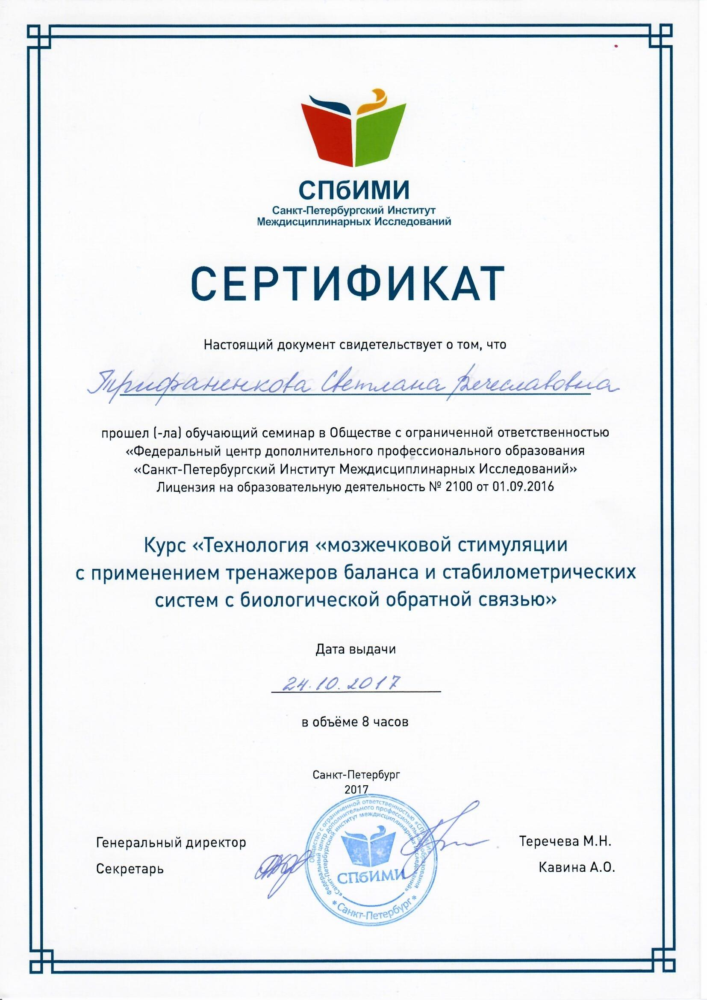 СПбИМИ
Санкт-Петербургский Институт
Междисциплинарных Исследований
СЕРТИФИКАТ
Настоящий документ свидетельствует о том, что
Трифаненкова Светлана Вечеславовна
прошел (-ла) обучающий семинар в Обществе с ограниченной ответственностью
«Федеральный центр дополнительного профессионального образования
«Санкт-Петербургский Институт Междисциплинарных Исследований»
Лицензия на образовательную деятельность № 2100 от 01.09.2016
Курс «Технология «мозжечковой стимуляции
с применением тренажеров баланса и стабилометрических
систем с биологической обратной связью»
Дата выдачи
24.10.2017
в объёме 8 часов
Санкт-Петербург
2017
Генеральный директор
Теречева М.Н.
Секретарь
Кавина А.О.
Общество с ограниченной ответственностью «СПбИМИ»
Федеральный центр дополнительного профессионального образования
«Санкт-Петербургский институт междисциплинарных исследований»
СПбИМИ
* Санкт-Петербург *